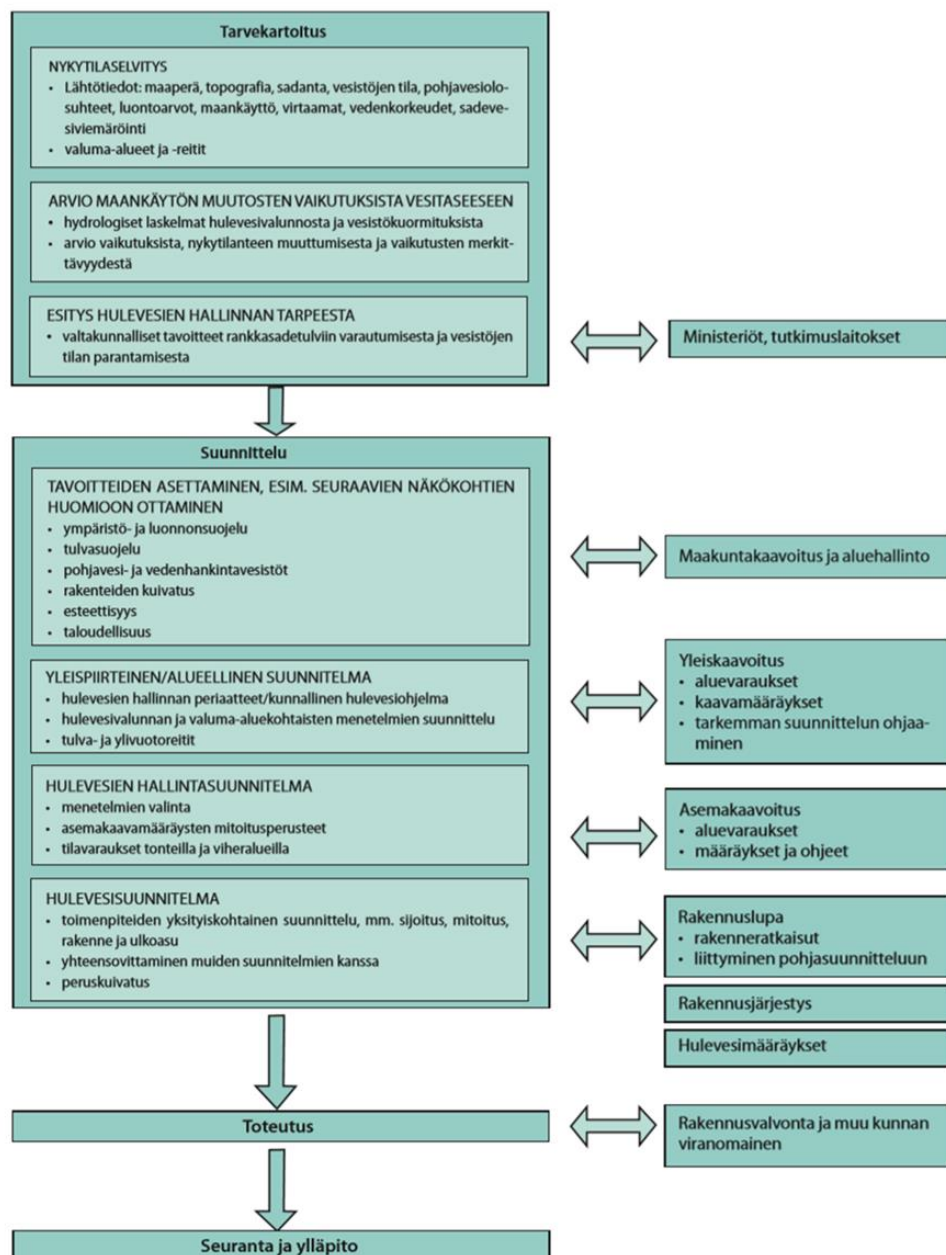 Tarvekartoitus
NYKYTILASELVITYS
• Lähtötiedot: maaperä, topografia, sadanta, vesistöjen tila, pohjavesiolo-
suhteet, luontoarvot, maankäyttö, virtaamat, vedenkorkeudet, sadeve-
siviemäröinti
• valuma-alueet ja -reitit
ARVIO MAANKÄYTÖN MUUTOSTEN VAIKUTUKSISTA VESITASEESEEN
• hydrologiset laskelmat hulevesivalunnosta ja vesistökuormituksista
• arvio vaikutuksista, nykytilanteen muuttumisesta ja vaikutusten merkit-
tävyydestä
ESITYS HULEVESIEN HALLINNAN TARPEESTA
• valtakunnalliset tavoitteet rankkasadetulviin varautumisesta ja vesistöjen
tilan parantamisesta
Ministeriöt, tutkimuslaitokset
Suunnittelu
TAVOITTEIDEN ASETTAMINEN, ESIM. SEURAAVIEN NÄKÖKOHTIEN
HUOMIOON OTTAMINEN
• ympäristö- ja luonnonsuojelu
• tulvasuojelu
• pohjavesi- ja vedenhankintavesistöt
• rakenteiden kuivatus
• esteettisyys
• taloudellisuus
Maakuntakaavoitus ja aluehallinto
YLEISPIIRTEINEN/ALUEELLINEN SUUNNITELMA
• hulevesien hallinnan periaatteet/kunnallinen hulevesiohjelma
• hulevesivalunnan ja valuma-aluekohtaisten menetelmien suunnittelu
• tulva- ja ylivuotoreitit
Yleiskaavoitus
• aluevaraukset
• kaavamääräykset
• tarkemman suunnittelun ohjaa-
minen
HULEVESIEN HALLINTASUUNNITELMA
• menetelmien valinta
• asemakaavamääräysten mitoitusperusteet
• tilavaraukset tonteilla ja viheralueilla
Asemakaavoitus
• aluevaraukset
• määräykset ja ohjeet
HULEVESISUUNNITELMA
• toimenpiteiden yksityiskohtainen suunnittelu, mm. sijoitus, mitoitus,
rakenne ja ulkoasu
• yhteensovittaminen muiden suunnitelmien kanssa
• peruskuivatus
Rakennuslupa
• rakenneratkaisut
• liittyminen pohjasuunnitteluun
Rakennusjärjestys
Hulevesimääräykset
Toteutus
Rakennusvalvonta ja muu kunnan
viranomainen
Seuranta ja ylläpito